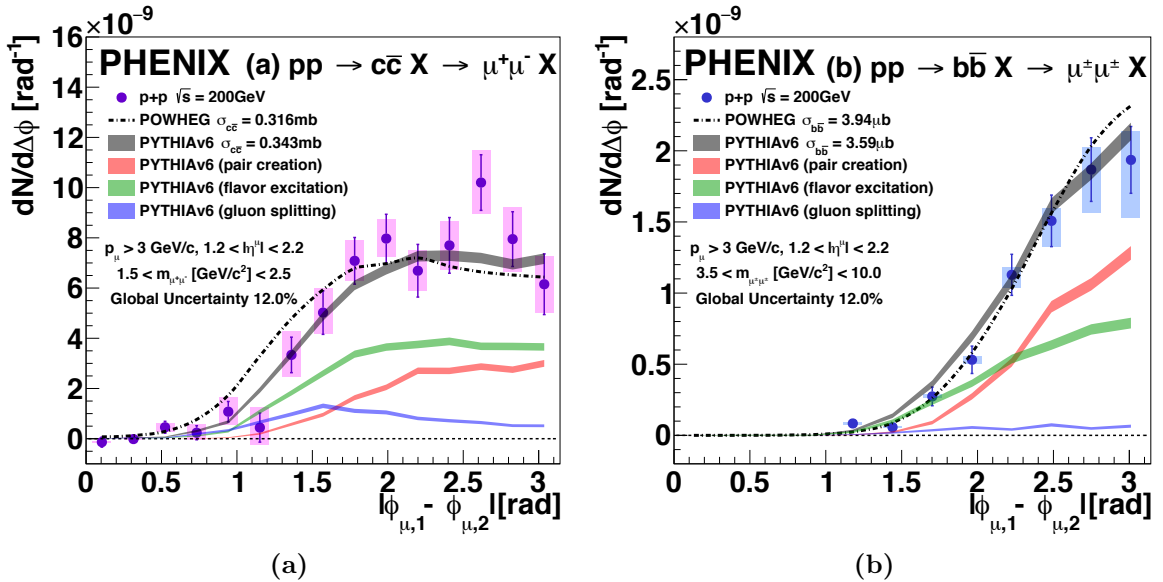 ×10⁻⁹
PHENIX (a) pp → cc̄ X → μ⁺μ⁻ X
p+p √s = 200GeV
POWHEG σ_cc̄ = 0.316mb
PYTHIAv6 σ_cc̄ = 0.343mb
PYTHIAv6 (pair creation)
PYTHIAv6 (flavor excitation)
PYTHIAv6 (gluon splitting)
p_μ > 3 GeV/c, 1.2 < |η^μ| < 2.2
1.5 < m_μ⁺μ⁻ [GeV/c²] < 2.5
Global Uncertainty 12.0%
dN/dΔϕ [rad⁻¹]
16
14
12
10
8
6
4
2
0
0 0.5 1 1.5 2 2.5 3
|ϕ_μ,1 - ϕ_μ,2|[rad]
(a)
×10⁻⁹
PHENIX (b) pp → bb̄ X → μ^±μ^± X
p+p √s = 200GeV
POWHEG σ_bb̄ = 3.94μb
PYTHIAv6 σ_bb̄ = 3.59μb
PYTHIAv6 (pair creation)
PYTHIAv6 (flavor excitation)
PYTHIAv6 (gluon splitting)
p_μ > 3 GeV/c, 1.2 < |η^μ| < 2.2
3.5 < m_μ^±μ^± [GeV/c²] < 10.0
Global Uncertainty 12.0%
dN/dΔϕ [rad⁻¹]
2.5
2
1.5
1
0.5
0
0 0.5 1 1.5 2 2.5 3
|ϕ_μ,1 - ϕ_μ,2|[rad]
(b)